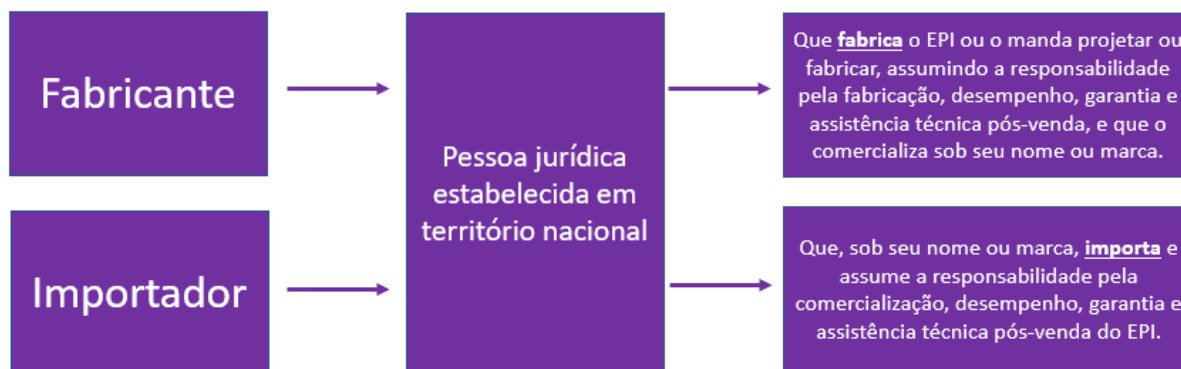 Fabricante
Importador
Pessoa jurídica
estabelecida em
território nacional
Que fabrica o EPI ou o manda projetar ou
fabricar, assumindo a responsabilidade
pela fabricação, desempenho, garantia e
assistência técnica pós-venda, e que o
comercializa sob seu nome ou marca.
Que, sob seu nome ou marca, importa e
assume a responsabilidade pela
comercialização, desempenho, garantia e
assistência técnica pós-venda do EPI.